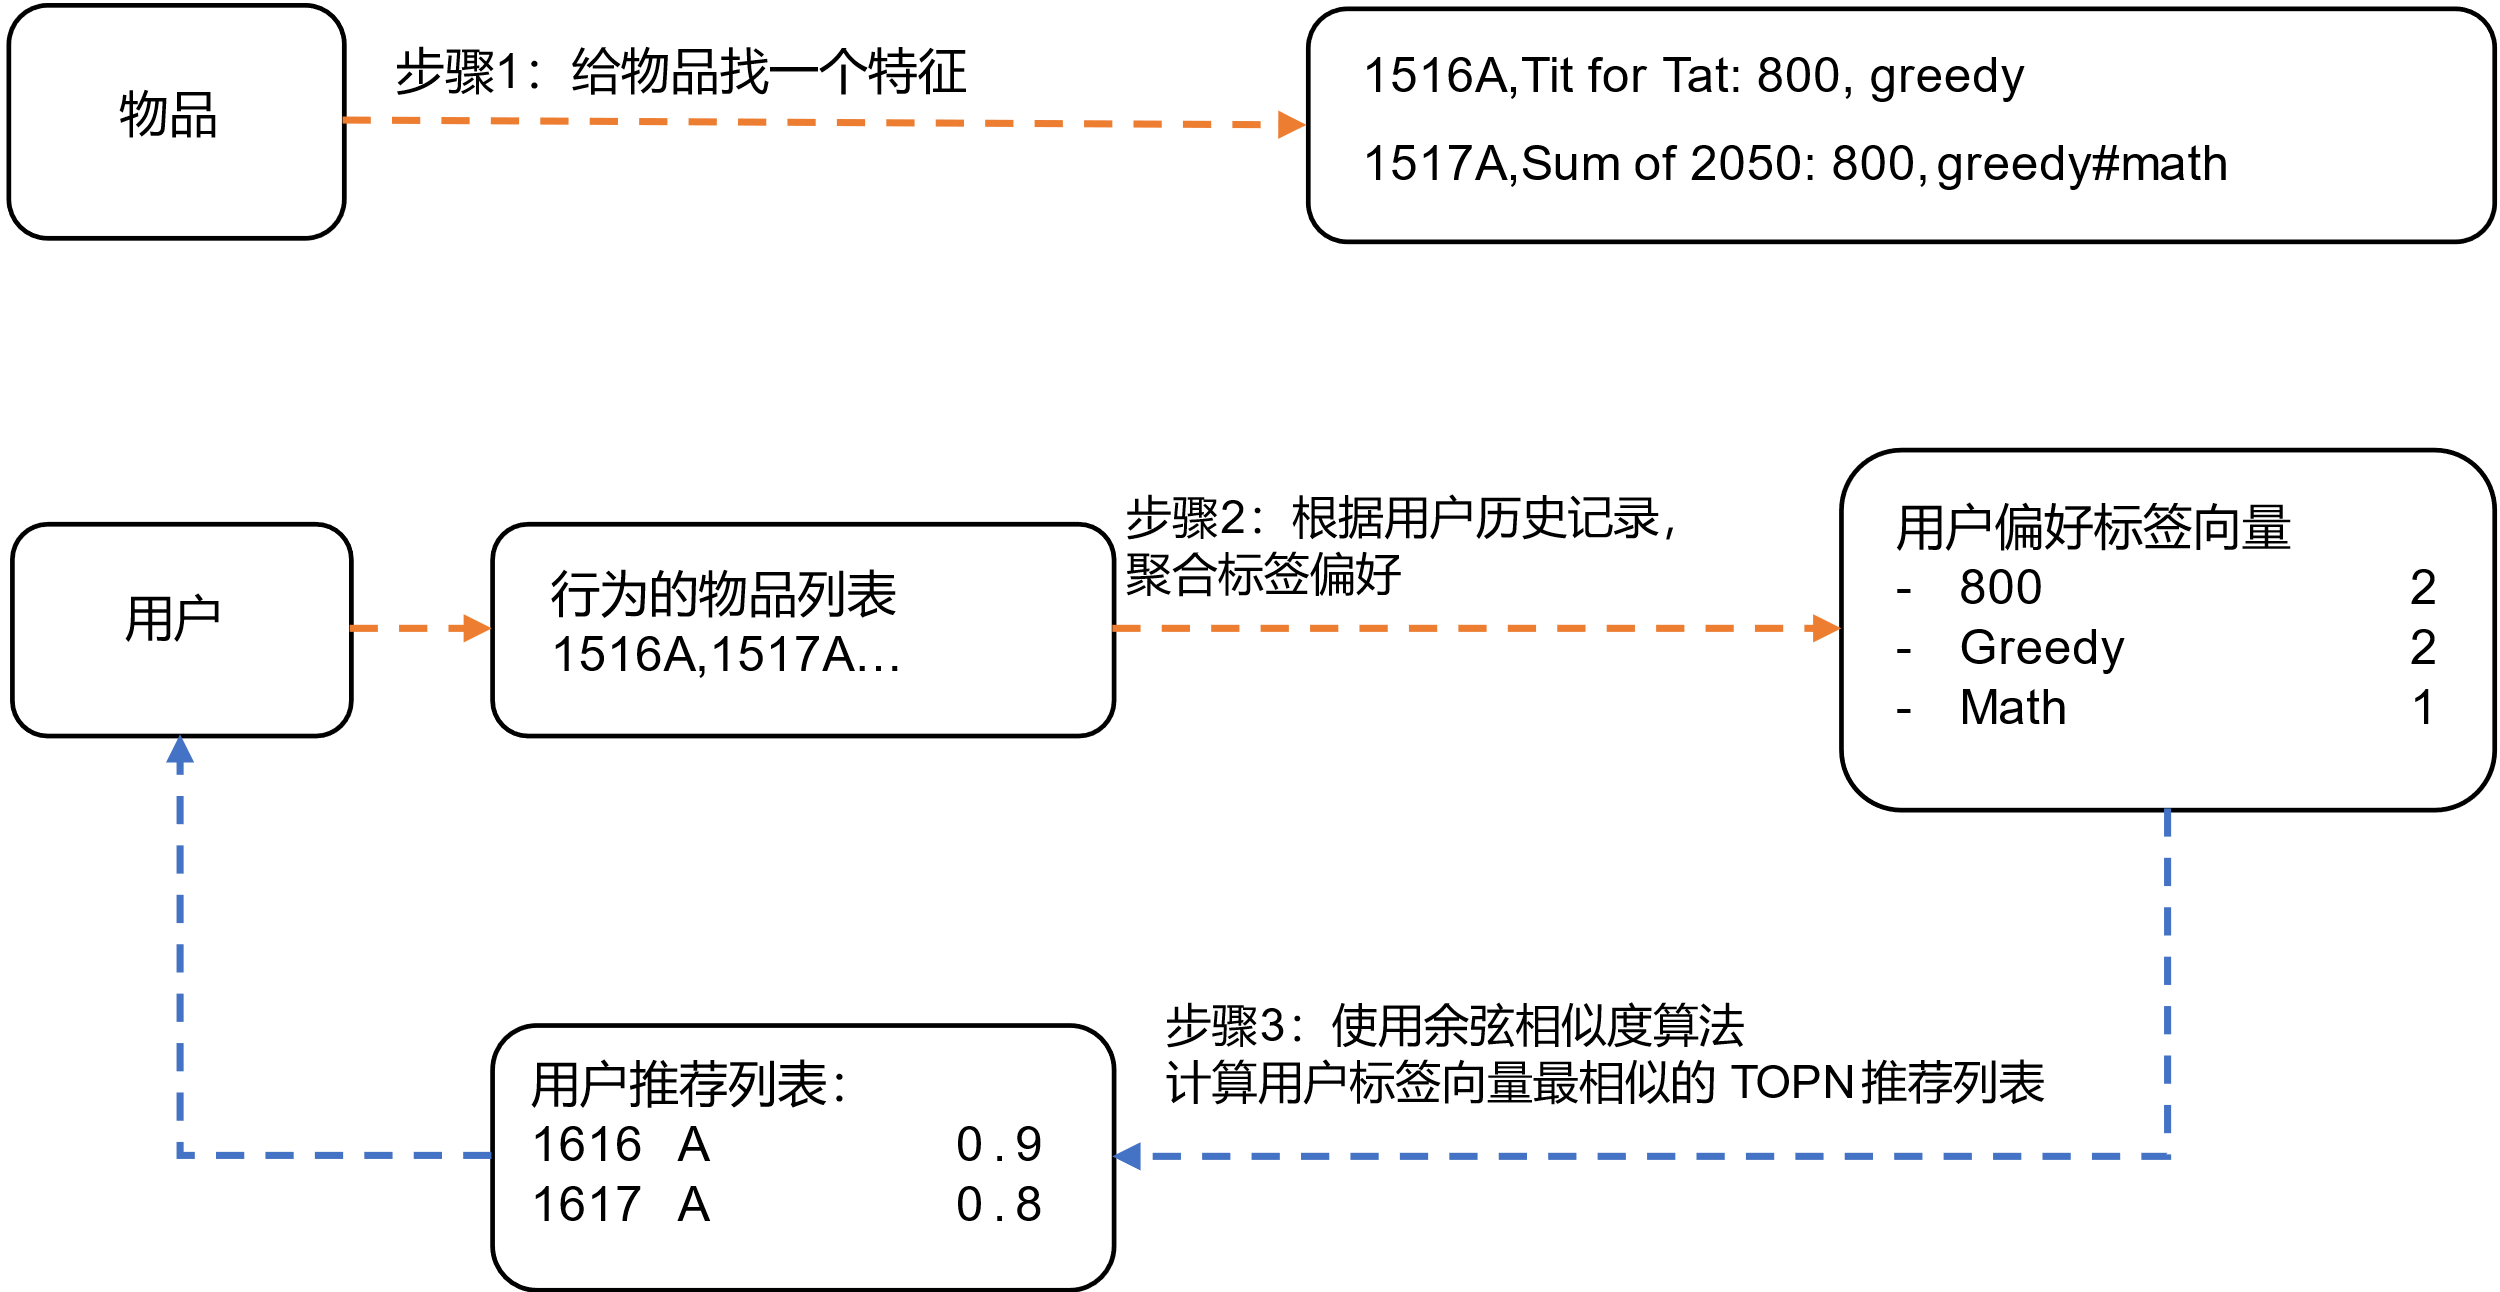 物品
步骤1：给物品找一个特征
1516A,Tit for Tat: 800, greedy
1517A,Sum of 2050: 800, greedy#math
用户
行为的物品列表
1516A,1517A...
步骤2：根据用户历史记录,
聚合标签偏好
用户偏好标签向量
- 800 2
- Greedy 2
- Math 1
步骤3：使用余弦相似度算法
计算用户标签向量最相似的 TOPN推荐列表
用户推荐列表：
1616 A 0.9
1617 A 0.8